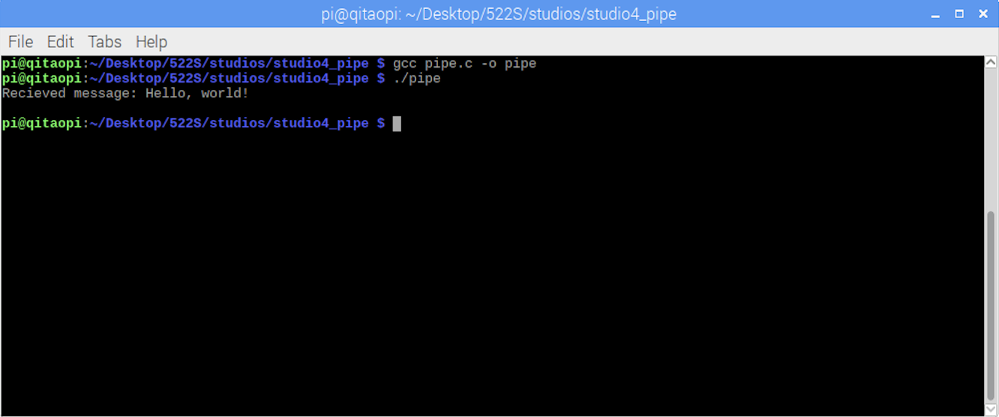 pi@qitaopi: ~/Desktop/522S/studios/studio4_pipe
File Edit Tabs Help
pi@qitaopi:~/Desktop/522S/studios/studio4_pipe $ gcc pipe.c -o pipe
pi@qitaopi:~/Desktop/522S/studios/studio4_pipe $ ./pipe
Recieved message: Hello, world!
pi@qitaopi:~/Desktop/522S/studios/studio4_pipe $